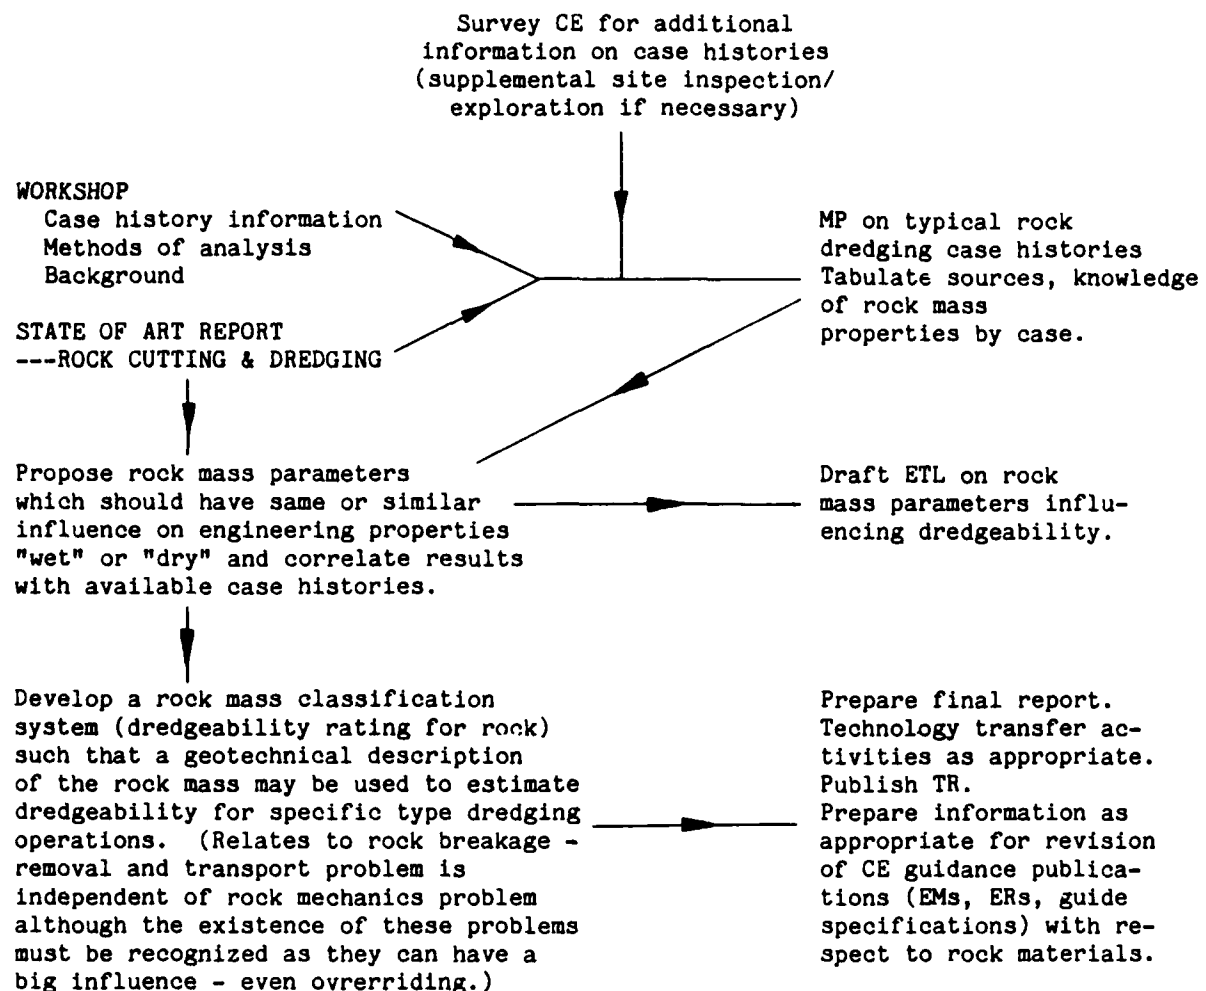 Survey CE for additional
information on case histories
(supplemental site inspection/
exploration if necessary)
WORKSHOP
Case history information
Methods of analysis
Background
STATE OF ART REPORT
---ROCK CUTTING & DREDGING
MP on typical rock
dredging case histories
Tabulate sources, knowledge
of rock mass
properties by case.
Propose rock mass parameters
which should have same or similar
influence on engineering properties
"wet" or "dry" and correlate results
with available case histories.
Draft ETL on rock
mass parameters influ-
encing dredgeability.
Develop a rock mass classification
system (dredgeability rating for rock)
such that a geotechnical description
of the rock mass may be used to estimate
dredgeability for specific type dredging
operations.  (Relates to rock breakage -
removal and transport problem is
independent of rock mechanics problem
although the existence of these problems
must be recognized as they can have a
big influence - even ovrerriding.)
Prepare final report.
Technology transfer ac-
tivities as appropriate.
Publish TR.
Prepare information as
appropriate for revision
of CE guidance publica-
tions (EMs, ERs, guide
specifications) with re-
spect to rock materials.